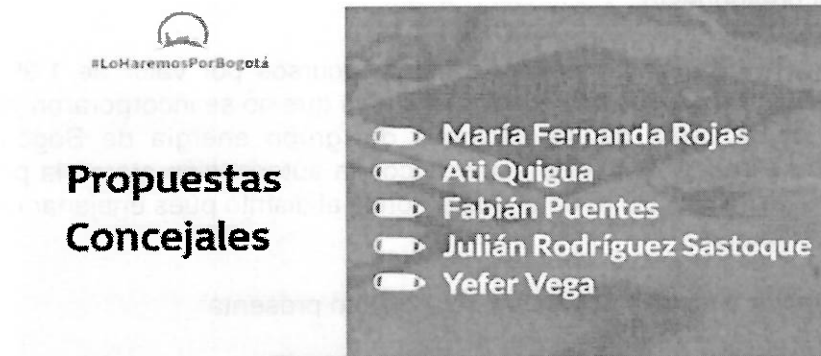 #LoHaremosPorBogotá
Propuestas
Concejales
María Fernanda Rojas
Ati Quigua
Fabián Puentes
Julián Rodríguez Sastoque
Yefer Vega